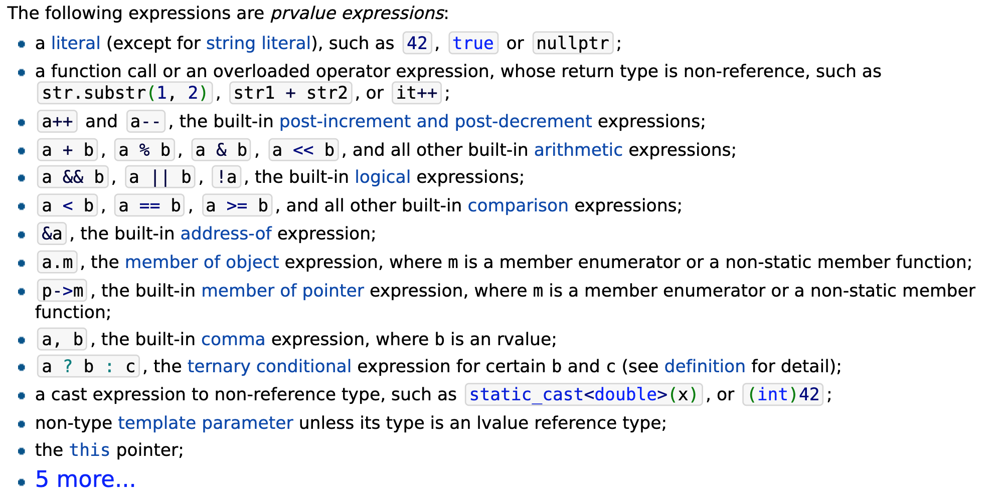 The following expressions are prvalue expressions:
a literal (except for string literal), such as 42, true or nullptr;
a function call or an overloaded operator expression, whose return type is non-reference, such as
str.substr(1, 2), str1 + str2, or it++;
a++ and a--, the built-in post-increment and post-decrement expressions;
a + b, a % b, a & b, a << b, and all other built-in arithmetic expressions;
a && b, a || b, !a, the built-in logical expressions;
a < b, a == b, a >= b, and all other built-in comparison expressions;
&a, the built-in address-of expression;
a.m, the member of object expression, where m is a member enumerator or a non-static member function;
p->m, the built-in member of pointer expression, where m is a member enumerator or a non-static member
function;
a, b, the built-in comma expression, where b is an rvalue;
a ? b : c, the ternary conditional expression for certain b and c (see definition for detail);
a cast expression to non-reference type, such as static_cast<double>(x), or (int)42;
non-type template parameter unless its type is an lvalue reference type;
the this pointer;
5 more...